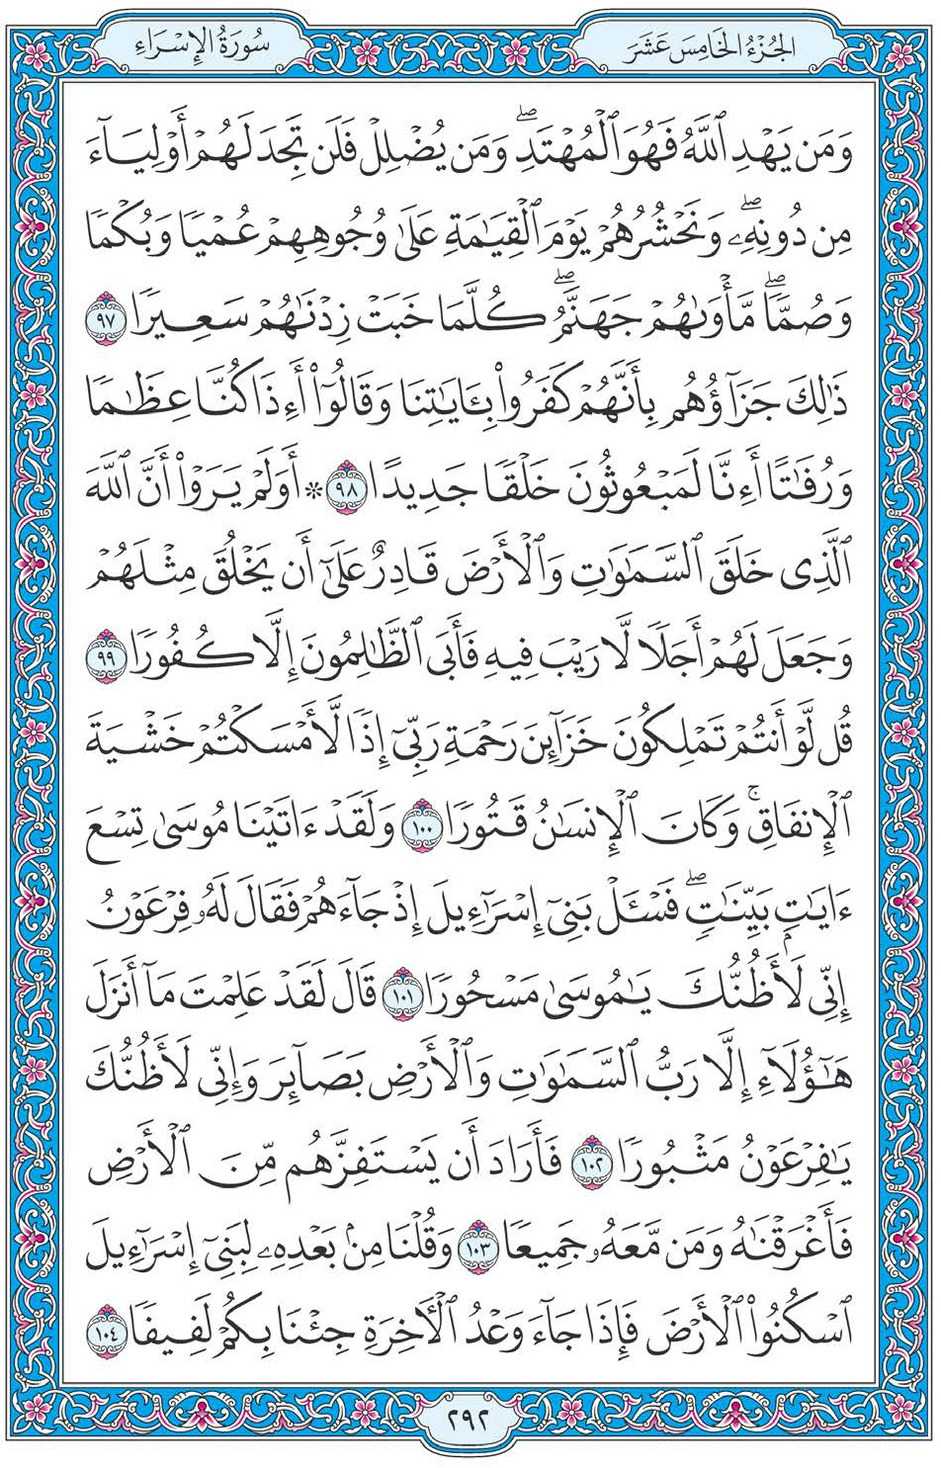 الجُزْءُ الخَامِسَ عَشَرَ
سُورَةُ الإِسْرَاءِ
وَمَن يَهْدِ ٱللَّهُ فَهُوَ ٱلْمُهْتَدِۖ وَمَن يُضْلِلْ فَلَن تَجِدَ لَهُمْ أَوْلِيَآءَ
مِن دُونِهِۦۖ وَنَحْشُرُهُمْ يَوْمَ ٱلْقِيَٰمَةِ عَلَىٰ وُجُوهِهِمْ عُمْيًا وَبُكْمًا
وَصُمًّاۖ مَّأْوَىٰهُمْ جَهَنَّمُۖ كُلَّمَا خَبَتْ زِدْنَٰهُمْ سَعِيرًا ٩٧
ذَٰلِكَ جَزَآؤُهُم بِأَنَّهُمْ كَفَرُوا۟ بِـَٔايَٰتِنَا وَقَالُوٓا۟ أَءِذَا كُنَّا عِظَٰمًا
وَرُفَٰتًا أَءِنَّا لَمَبْعُوثُونَ خَلْقًا جَدِيدًا ٩٨ * أَوَلَمْ يَرَوْا۟ أَنَّ ٱللَّهَ
ٱلَّذِى خَلَقَ ٱلسَّمَٰوَٰتِ وَٱلْأَرْضَ قَادِرٌ عَلَىٰٓ أَن يَخْلُقَ مِثْلَهُمْ
وَجَعَلَ لَهُمْ أَجَلًا لَّا رَيْبَ فِيهِ فَأَبَى ٱلظَّٰلِمُونَ إِلَّا كُفُورًا ٩٩
قُل لَّوْ أَنتُمْ تَمْلِكُونَ خَزَآئِنَ رَحْمَةِ رَبِّىٓ إِذًا لَّأَمْسَكْتُمْ خَشْيَةَ
ٱلْإِنفَاقِۚ وَكَانَ ٱلْإِنسَٰنُ قَتُورًا ١٠٠ وَلَقَدْ ءَاتَيْنَا مُوسَىٰ تِسْعَ
ءَايَٰتٍۭ بَيِّنَٰتٍۖ فَسْـَٔلْ بَنِىٓ إِسْرَٰٓءِيلَ إِذْ جَآءَهُمْ فَقَالَ لَهُۥ فِرْعَوْنُ
إِنِّى لَأَظُنُّكَ يَٰمُوسَىٰ مَسْحُورًا ١٠١ قَالَ لَقَدْ عَلِمْتَ مَآ أَنزَلَ
هَٰٓؤُلَآءِ إِلَّا رَبُّ ٱلسَّمَٰوَٰتِ وَٱلْأَرْضِ بَصَآئِرَ وَإِنِّى لَأَظُنُّكَ
يَٰفِرْعَوْنُ مَثْبُورًا ١٠٢ فَأَرَادَ أَن يَسْتَفِزَّهُم مِّنَ ٱلْأَرْضِ
فَأَغْرَقْنَٰهُ وَمَن مَّعَهُۥ جَمِيعًا ١٠٣ وَقُلْنَا مِنۢ بَعْدِهِۦ لِبَنِىٓ إِسْرَٰٓءِيلَ
ٱسْكُنُوا۟ ٱلْأَرْضَ فَإِذَا جَآءَ وَعْدُ ٱلْـَٔاخِرَةِ جِئْنَا بِكُمْ لَفِيفًا ١٠٤
٢٩٢